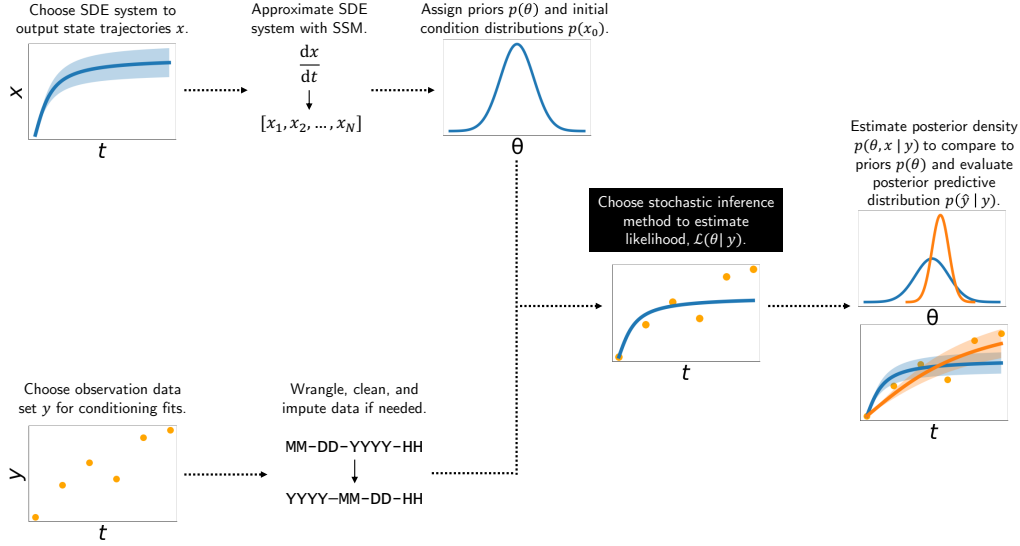 Choose SDE system to
output state trajectories x.
x
t
Approximate SDE
system with SSM.
dx
dt
[x₁, x₂, ..., x_N]
Assign priors p(θ) and initial
condition distributions p(x₀).
θ
Choose observation data
set y for conditioning fits.
y
t
Wrangle, clean, and
impute data if needed.
MM-DD-YYYY-HH
YYYY-MM-DD-HH
Choose stochastic inference
method to estimate
likelihood, ℒ(θ| y).
t
Estimate posterior density
p(θ, x | y) to compare to
priors p(θ) and evaluate
posterior predictive
distribution p(ŷ | y).
θ
t